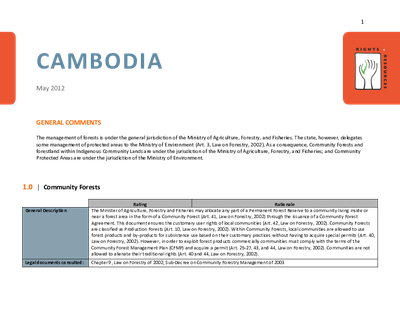 1
CAMBODIA
RIGHTS + RESOURCES
May 2012
GENERAL COMMENTS
The management of forests is under the general jurisdiction of the Ministry of Agriculture, Forestry, and Fisheries. The state, however, delegates
some management of protected areas to the Ministry of Environment (Art. 3, Law on Forestry, 2002). As a consequence, Community Forests and
forestland within Indigenous Community Lands are under the jurisdiction of the Ministry of Agriculture, Forestry, and Fisheries; and Community
Protected Areas are under the jurisdiction of the Ministry of Environment.
1.0 | Community Forests
Rating Rationale
General Description The Minister of Agriculture, Forestry and Fisheries may allocate any part of a Permanent Forest Reserve to a community living inside or
near a forest area in the form of a Community Forest (Art. 41, Law on Forestry, 2002) through the issuance of a Community Forest
Agreement. This document ensures the customary user rights of local communities (Art. 42, Law on Forestry, 2002). Community Forests
are classified as Production Forests (Art. 10, Law on Forestry, 2002). Within Community Forests, local communities are allowed to use
forest products and by-products for subsistence use based on their customary practices without having to acquire special permits (Art. 40,
Law on Forestry, 2002). However, in order to exploit forest products commercially communities must comply with the terms of the
Community Forest Management Plan (CFMP) and acquire a permit (Art. 25-27, 43, and 44, Law on Forestry, 2002). Communities are not
allowed to alienate their traditional rights (Art. 40 and 44, Law on Forestry, 2002).
Legal documents consulted: Chapter 9, Law on Forestry of 2002; Sub-Decree on Community Forestry Management of 2003